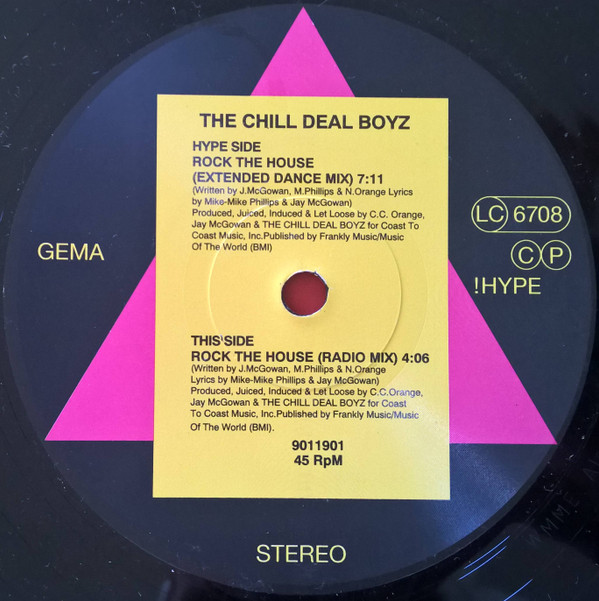 THE CHILL DEAL BOYZ
HYPE SIDE
ROCK THE HOUSE
(EXTENDED DANCE MIX) 7:11
(Written by J.McGowan, M.Phillips & N.Orange Lyrics
by Mike-Mike Phillips & Jay McGowan)
Produced, Juiced, Induced & Let Loose by C.C. Orange,
Jay McGowan & THE CHILL DEAL BOYZ for Coast To
Coast Music, Inc.Published by Frankly Music/Music
Of The World (BMI)
GEMA
LC 6708
C P
!HYPE
THIS SIDE
ROCK THE HOUSE (RADIO MIX) 4:06
(Written by J.McGowan, M.Phillips & N.Orange
Lyrics by Mike-Mike Phillips & Jay McGowan)
Produced, Juiced, Induced & Let Loose by C.C.Orange,
Jay McGowan & THE CHILL DEAL BOYZ for Coast
To Coast Music, Inc.Published by Frankly Music/Music
Of The World (BMI).
9011901
45 RpM
STEREO